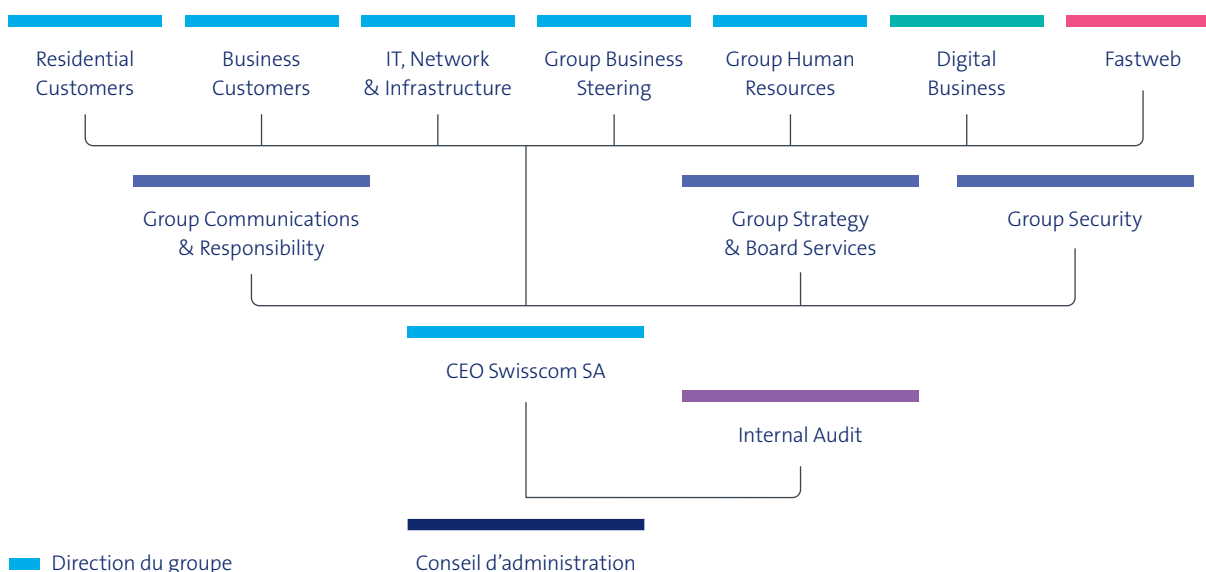 Residential
Customers
Business
Customers
IT, Network
& Infrastructure
Group Business
Steering
Group Human
Resources
Digital
Business
Fastweb
Group Communications
& Responsibility
Group Strategy
& Board Services
Group Security
CEO Swisscom SA
Internal Audit
Direction du groupe
Conseil d'administration